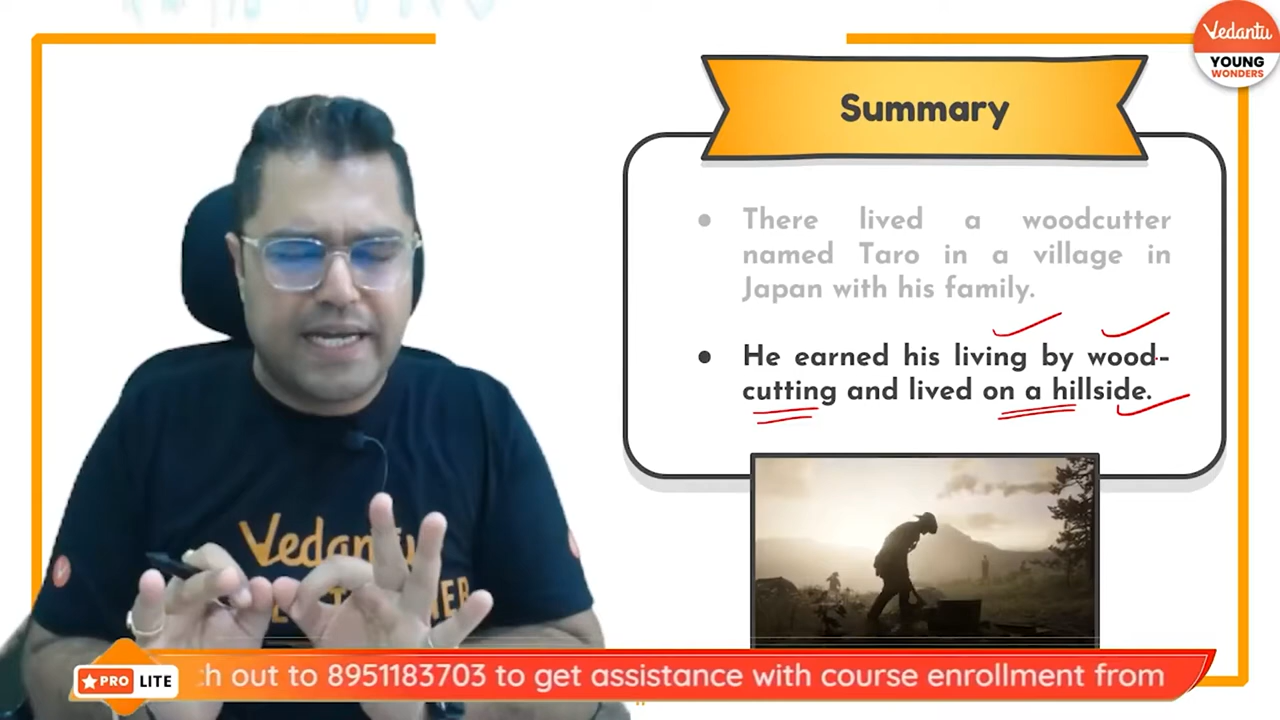 Vedantu
YOUNG
WONDERS
Summary
• There lived a woodcutter
named Taro in a village in
Japan with his family.
• He earned his living by wood-
cutting and lived on a hillside.
Vedantu
PRO LITE
ch out to 8951183703 to get assistance with course enrollment from